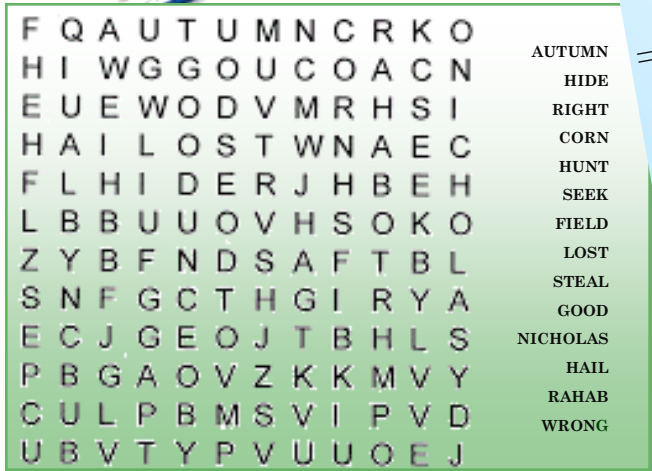 F Q A U T U M N C R K O
H I W G G O U C O A C N
E U E W O D V M R H S I
H A I L O S T W N A E C
F L H I D E R J H B E H
L B B U U O V H S O K O
Z Y B F N D S A F T B L
S N F G C T H G I R Y A
E C J G E O J T B H L S
P B G A O V Z K K M V Y
C U L P B M S V I P V D
U B V T Y P V U U O E J
AUTUMN
HIDE
RIGHT
CORN
HUNT
SEEK
FIELD
LOST
STEAL
GOOD
NICHOLAS
HAIL
RAHAB
WRONG